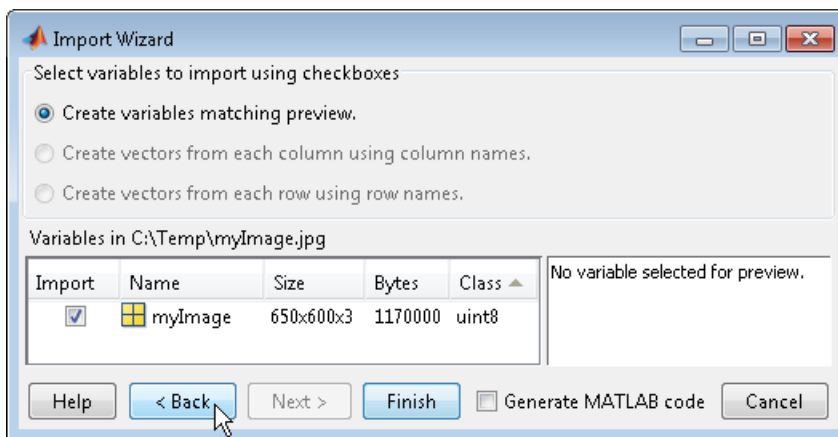 Import Wizard
Select variables to import using checkboxes
Create variables matching preview.
Create vectors from each column using column names.
Create vectors from each row using row names.
Variables in C:\Temp\myImage.jpg
Import Name Size Bytes Class
myImage 650x600x3 1170000 uint8
No variable selected for preview.
Help < Back Next > Finish Generate MATLAB code Cancel